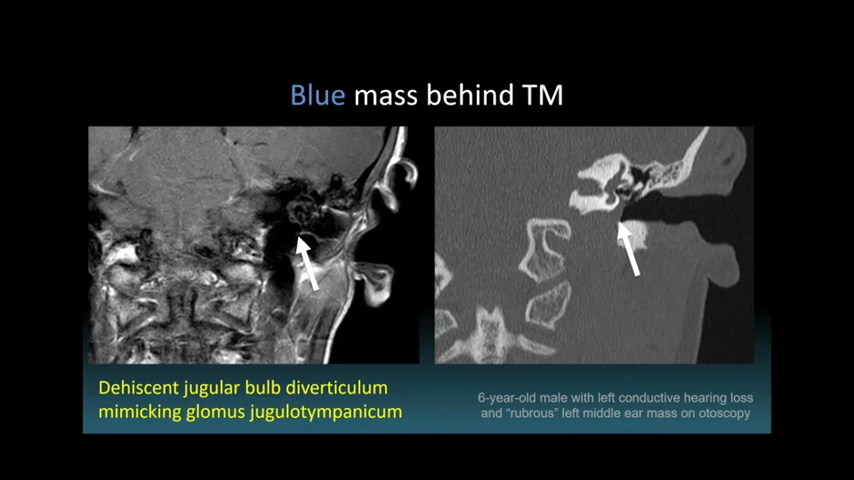 Blue mass behind TM
Dehiscent jugular bulb diverticulum
mimicking glomus jugulotympanicum
6-year-old male with left conductive hearing loss
and “rubrous” left middle ear mass on otoscopy